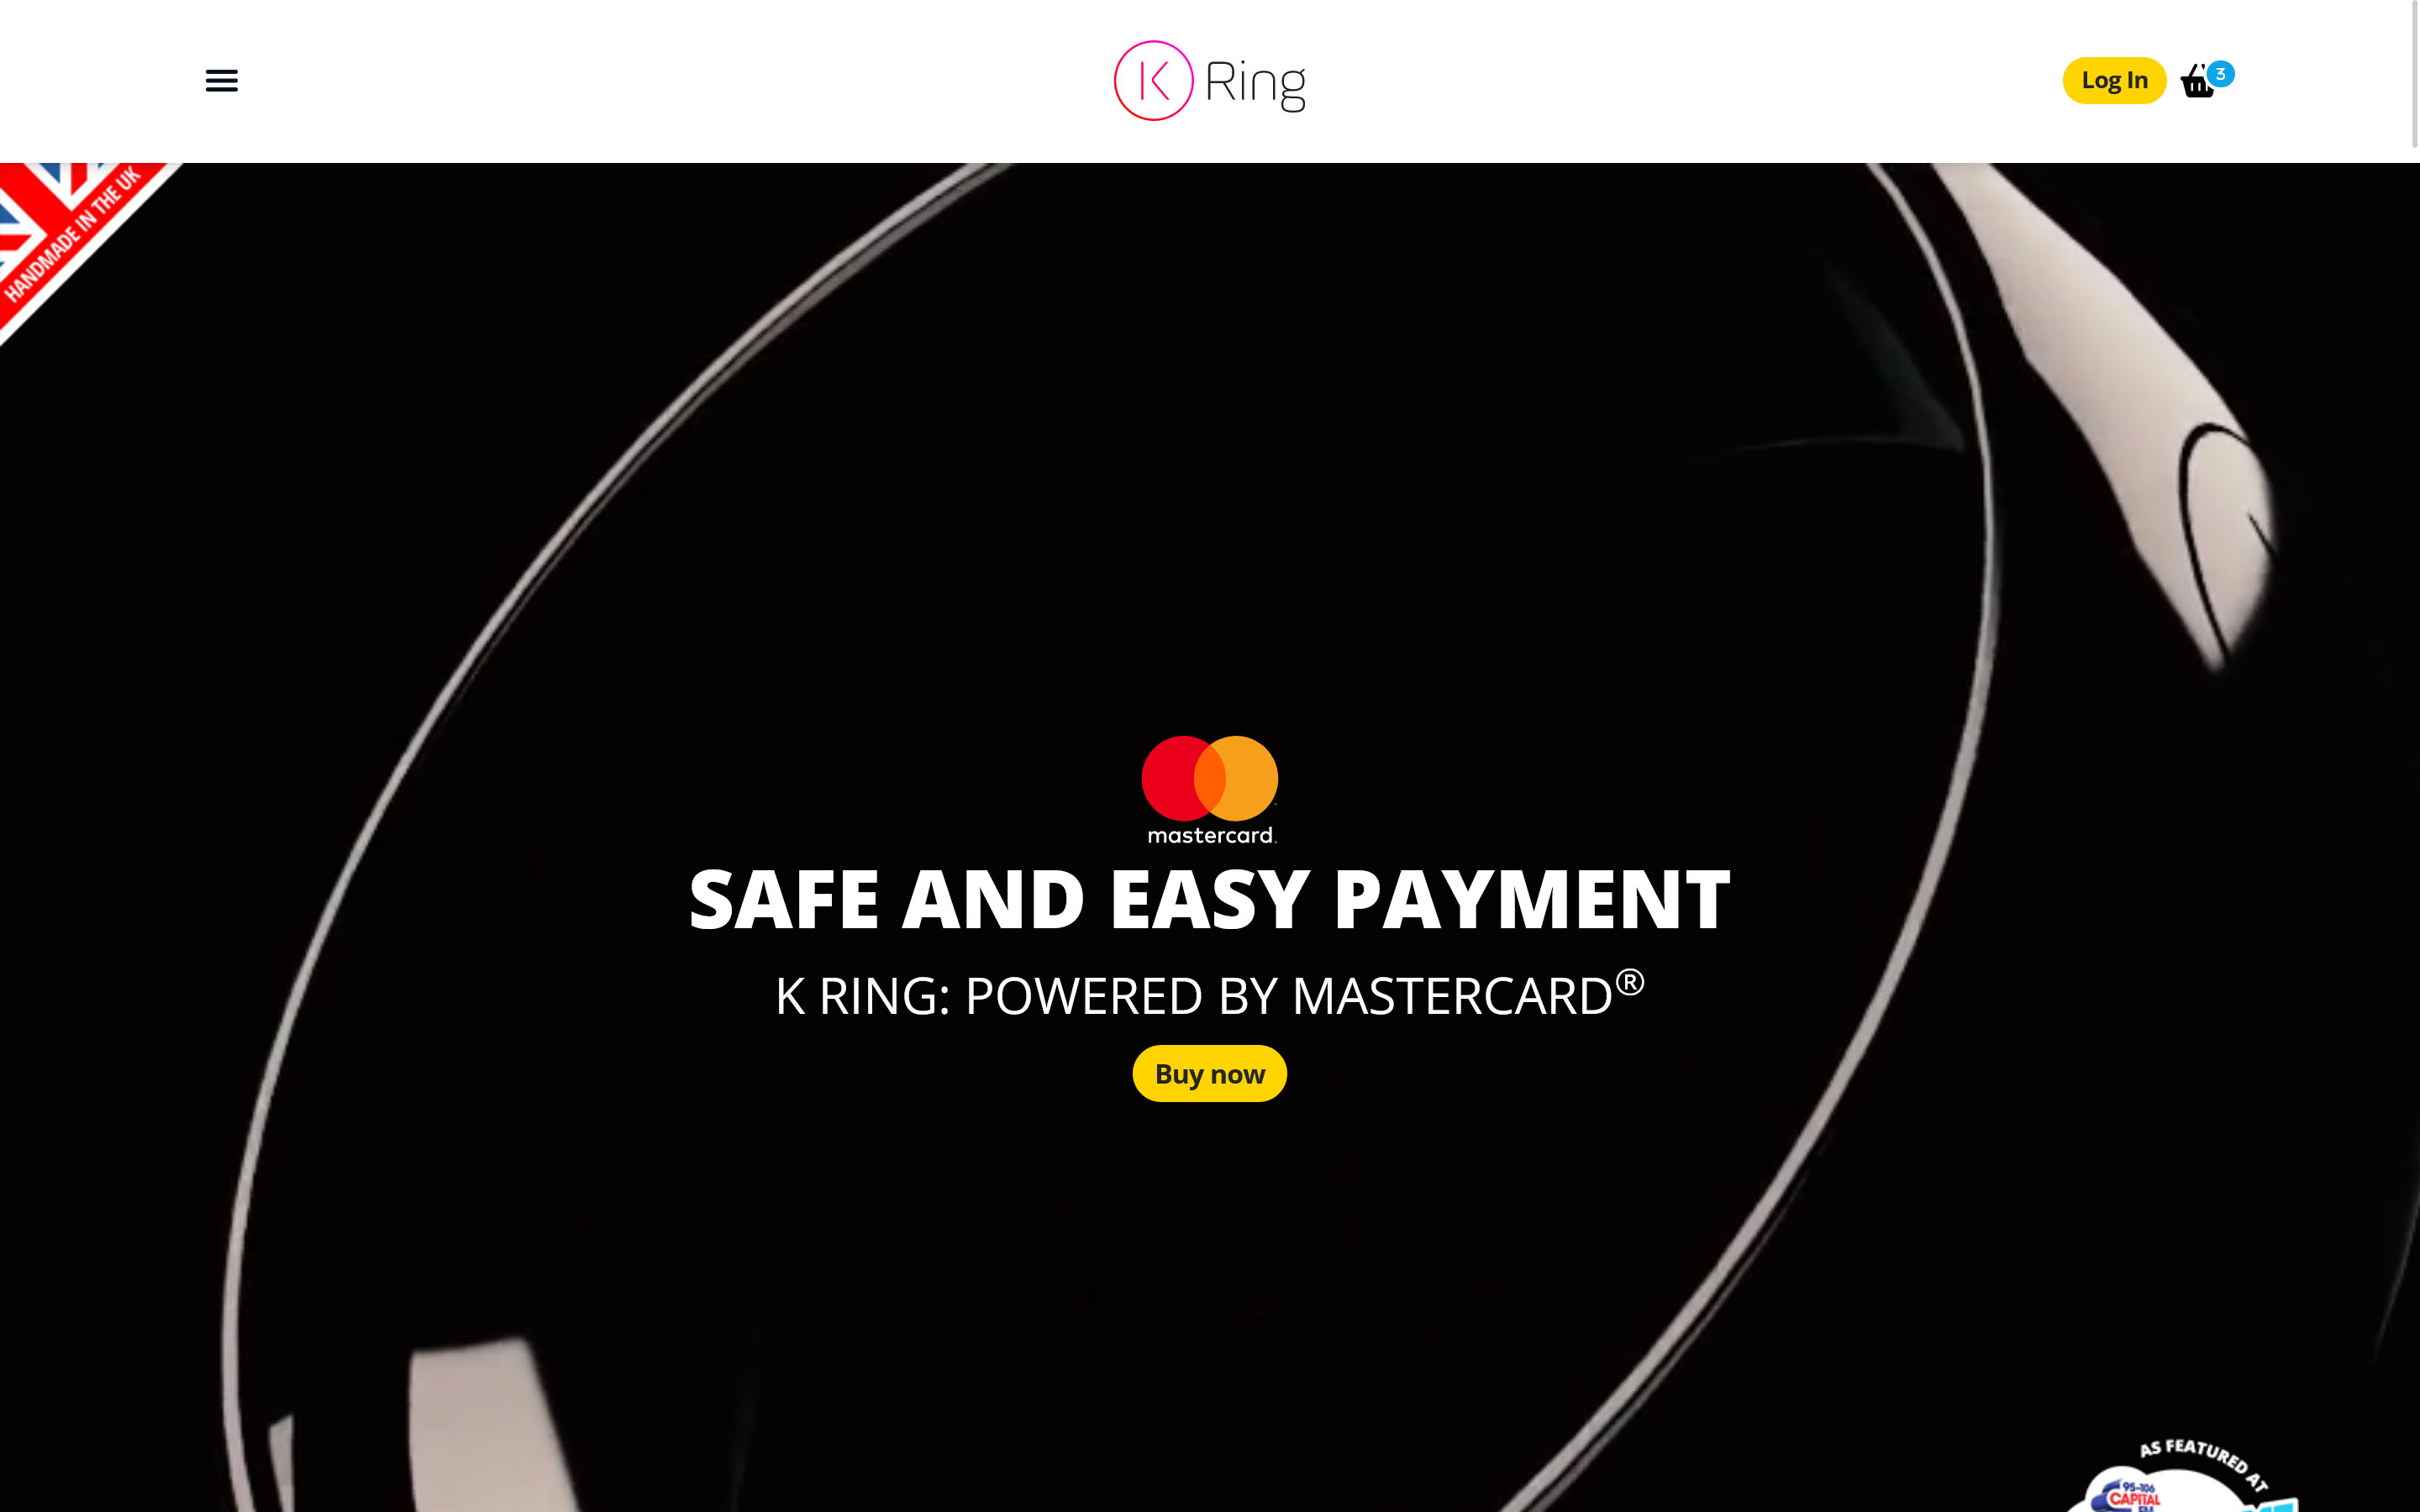 K Ring
Log In
3
HANDMADE IN THE UK
mastercard.
SAFE AND EASY PAYMENT
K RING: POWERED BY MASTERCARD®
Buy now
AS FEATURED AT
95-106
CAPITAL
FM